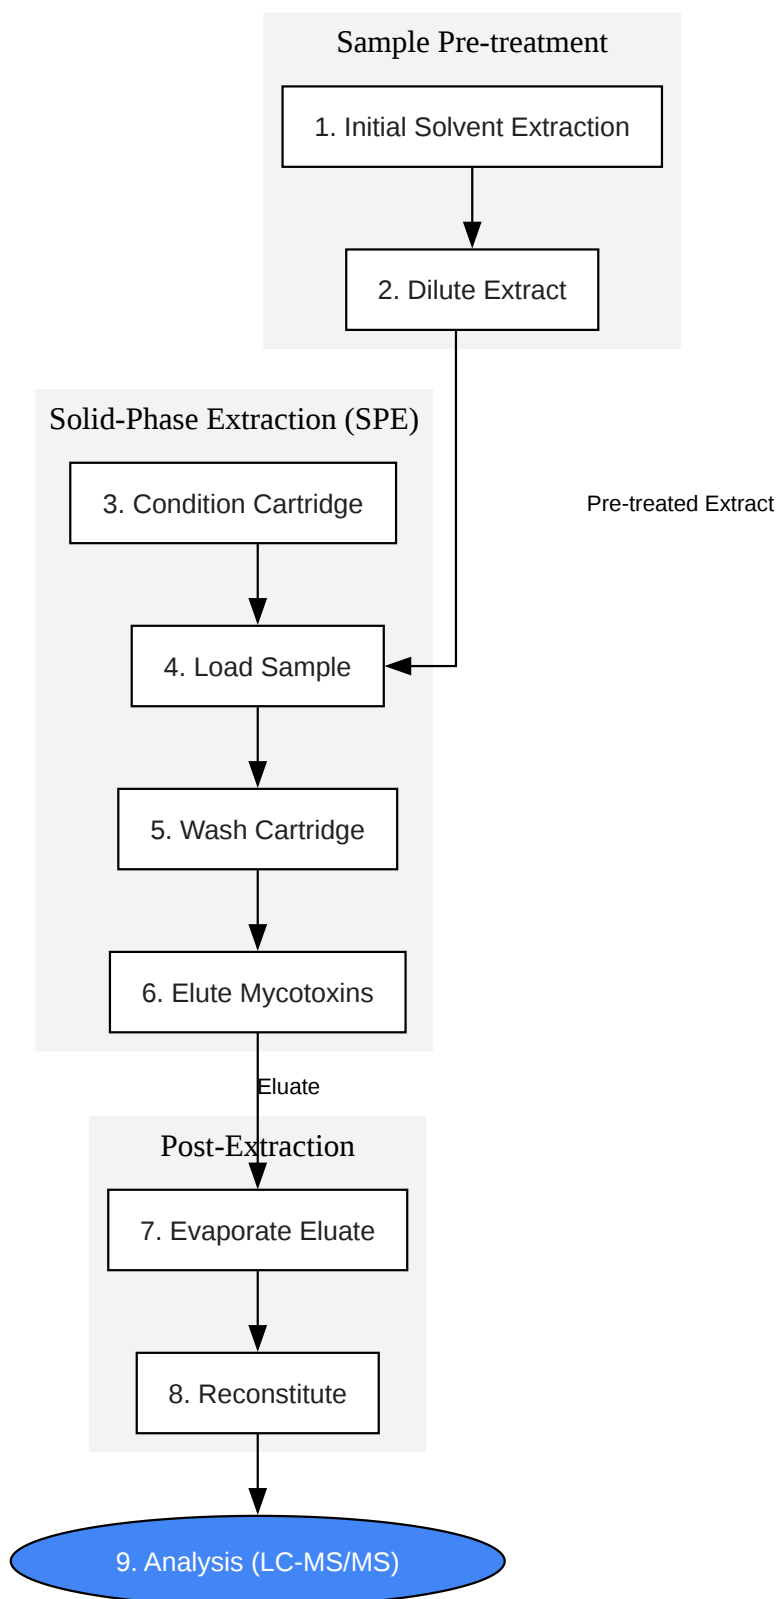 Sample Pre-treatment
1. Initial Solvent Extraction
2. Dilute Extract
Solid-Phase Extraction (SPE)
3. Condition Cartridge
Pre-treated Extract
4. Load Sample
5. Wash Cartridge
6. Elute Mycotoxins
Eluate
Post-Extraction
7. Evaporate Eluate
8. Reconstitute
9. Analysis (LC-MS/MS)